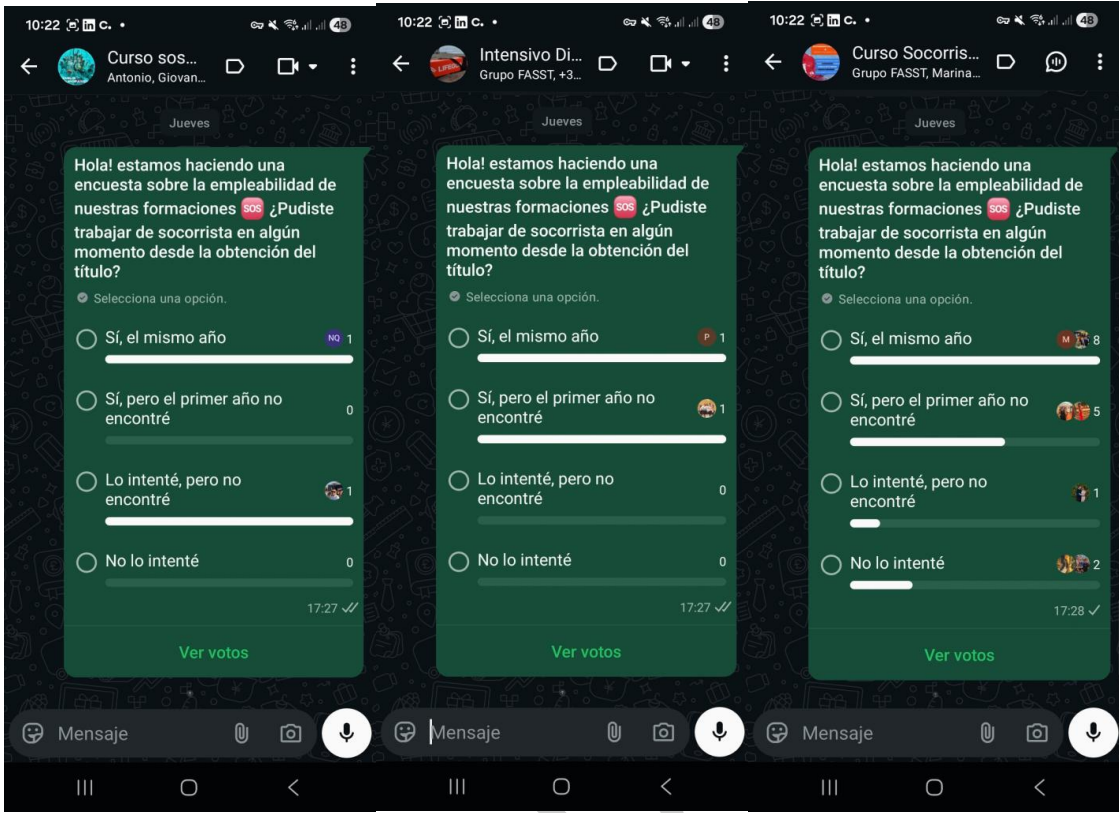 10:22 in C. •
48
Curso sos...
Antonio, Giovan...
Jueves
Hola! estamos haciendo una
encuesta sobre la empleabilidad de
nuestras formaciones 🆘 ¿Pudiste
trabajar de socorrista en algún
momento desde la obtención del
título?
Selecciona una opción.
Sí, el mismo año
NQ 1
Sí, pero el primer año no
encontré
0
Lo intenté, pero no
encontré
1
No lo intenté
0
17:27
Ver votos
Mensaje
10:22 in C. •
48
Intensivo Di...
Grupo FASST, +3...
Jueves
Hola! estamos haciendo una
encuesta sobre la empleabilidad de
nuestras formaciones 🆘 ¿Pudiste
trabajar de socorrista en algún
momento desde la obtención del
título?
Selecciona una opción.
Sí, el mismo año
P 1
Sí, pero el primer año no
encontré
1
Lo intenté, pero no
encontré
0
No lo intenté
0
17:27
Ver votos
Mensaje
10:22 in C. •
48
Curso Socorris...
Grupo FASST, Marina...
Jueves
Hola! estamos haciendo una
encuesta sobre la empleabilidad de
nuestras formaciones 🆘 ¿Pudiste
trabajar de socorrista en algún
momento desde la obtención del
título?
Selecciona una opción.
Sí, el mismo año
M 8
Sí, pero el primer año no
encontré
5
Lo intenté, pero no
encontré
1
No lo intenté
2
17:28
Ver votos
Mensaje